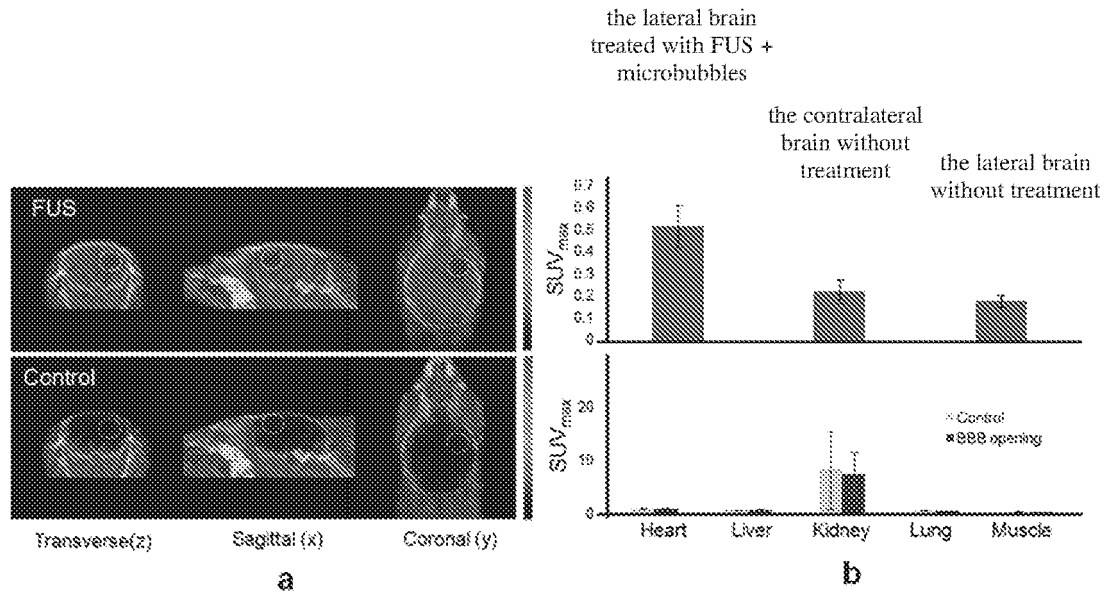 the lateral brain
treated with FUS +
microbubbles
the contralateral
brain without
treatment
the lateral brain
without treatment
FUS
Control
Transverse(z)
Sagittal (x)
Coronal (y)
a
SUVmax
0.7
0.6
0.5
0.4
0.3
0.2
0.1
0
SUVmax
20
10
0
Control
BBB opening
Heart
Liver
Kidney
Lung
Muscle
b